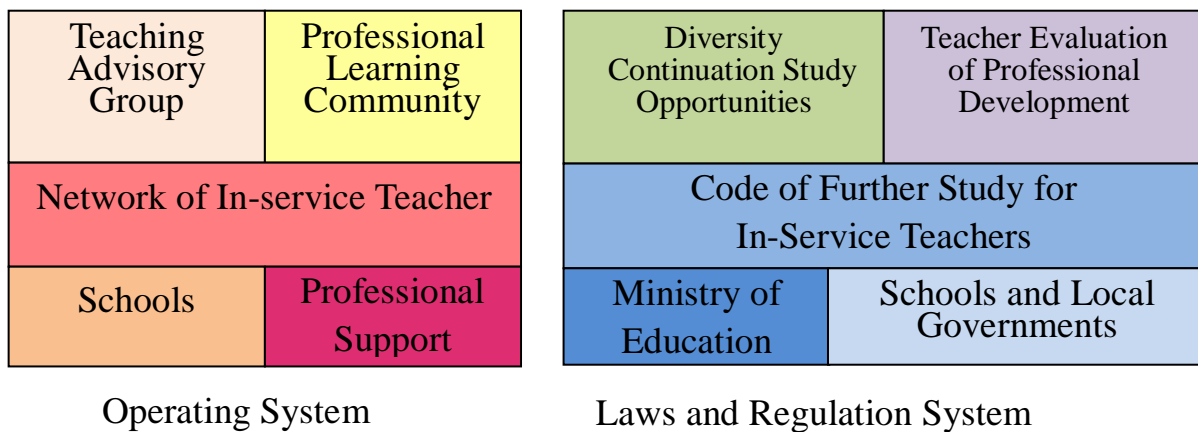 Teaching
Advisory
Group
Professional
Learning
Community
Network of In-service Teacher
Schools
Professional
Support
Operating System
Diversity
Continuation Study
Opportunities
Teacher Evaluation
of Professional
Development
Code of Further Study for
In-Service Teachers
Ministry of
Education
Schools and Local
Governments
Laws and Regulation System